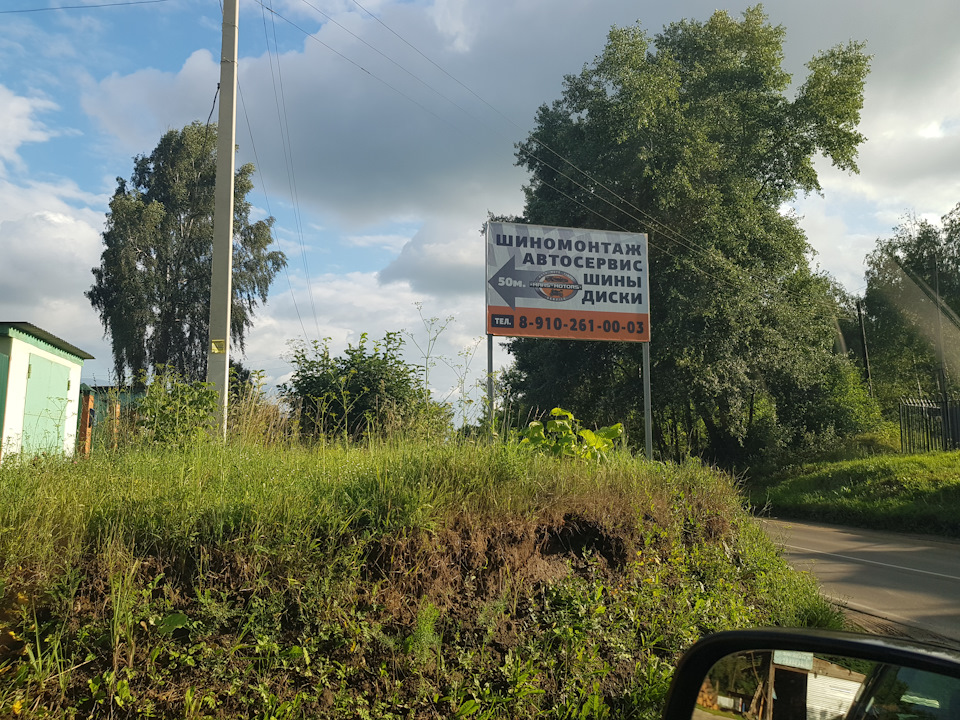 ШИНОМОНТАЖ
АВТОСЕРВИС
50м.
ШИНЫ
ДИСКИ
ТЕЛ. 8-910-261-00-03